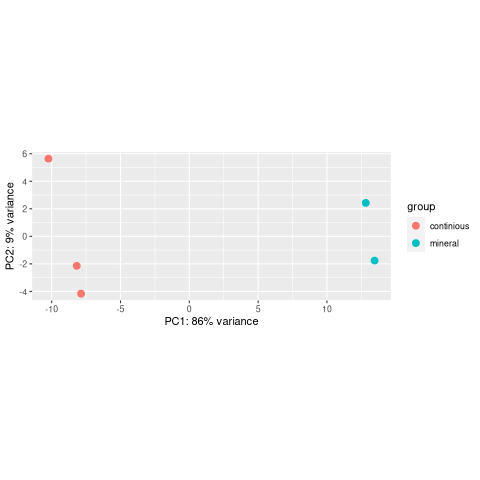 6
4
2
0
-2
-4
PC2: 9% variance
-10 -5 0 5 10
PC1: 86% variance
group
continious
mineral